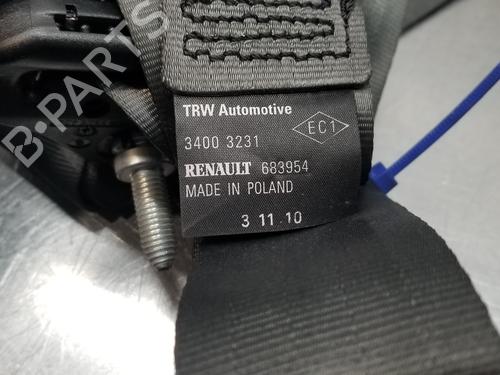 TRW Automotive
3400 3231
EC1
RENAULT 683954
MADE IN POLAND
3 11.10
B-PARTS